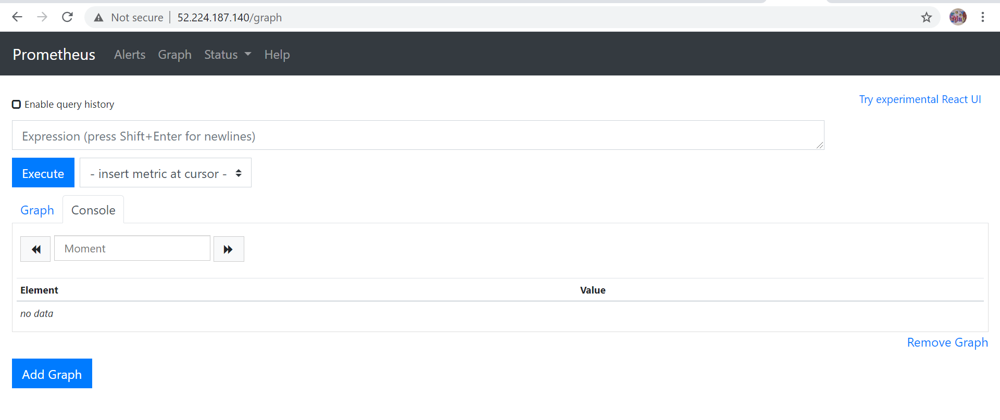 Not secure | 52.224.187.140/graph
Prometheus Alerts Graph Status Help
Enable query history
Try experimental React UI
Expression (press Shift+Enter for newlines)
Execute - insert metric at cursor -
Graph Console
Moment
Element Value
no data
Remove Graph
Add Graph